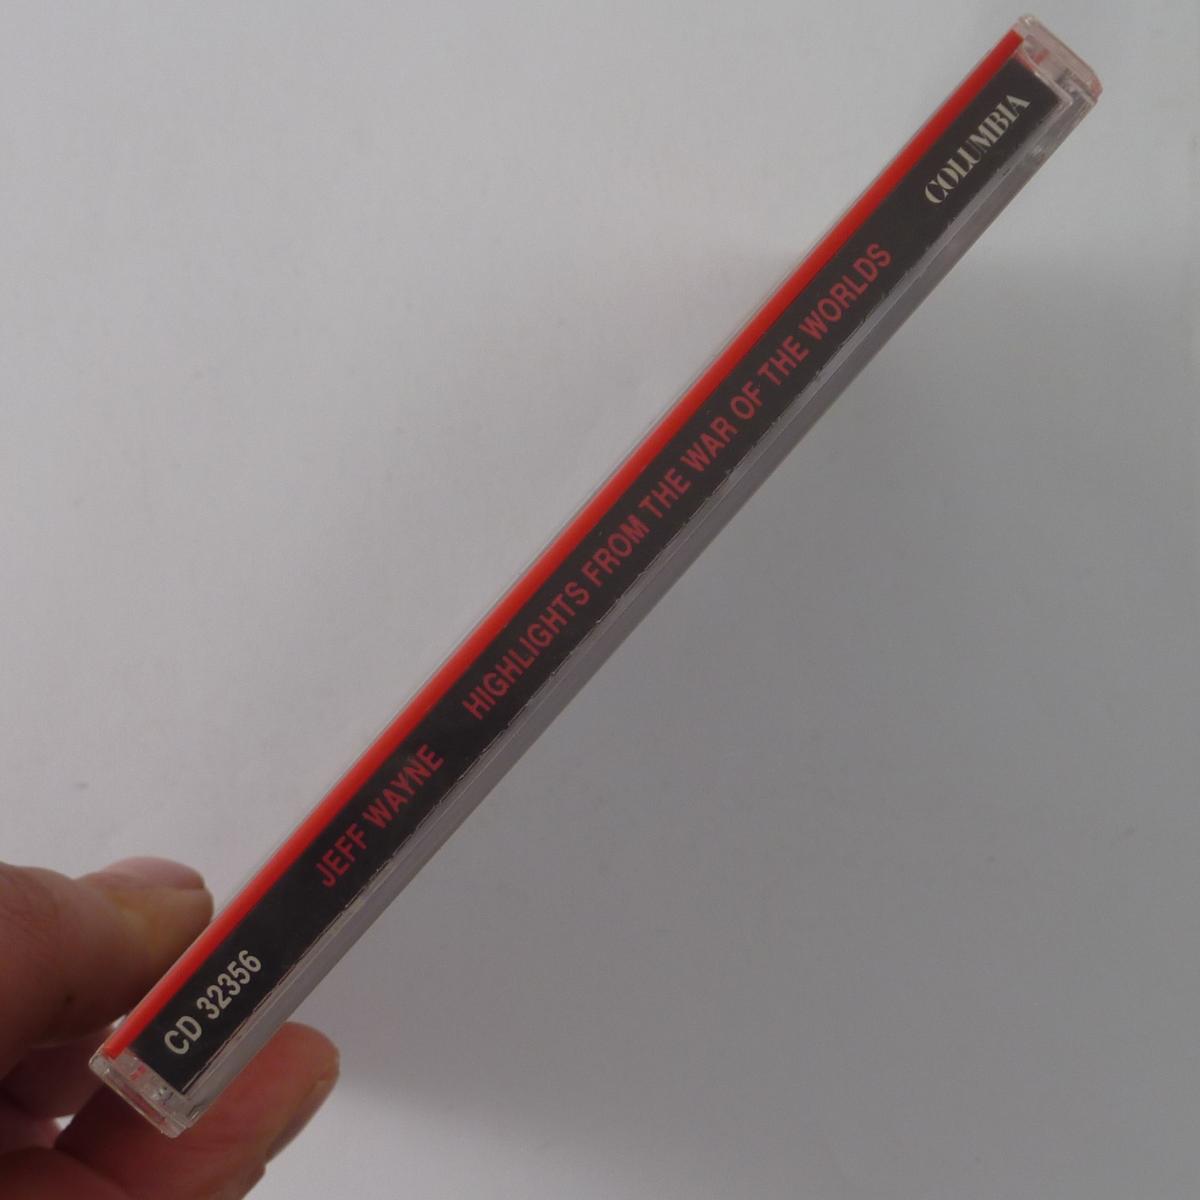 CD 32356 JEFF WAYNE HIGHLIGHTS FROM THE WAR OF THE WORLDS COLUMBIA